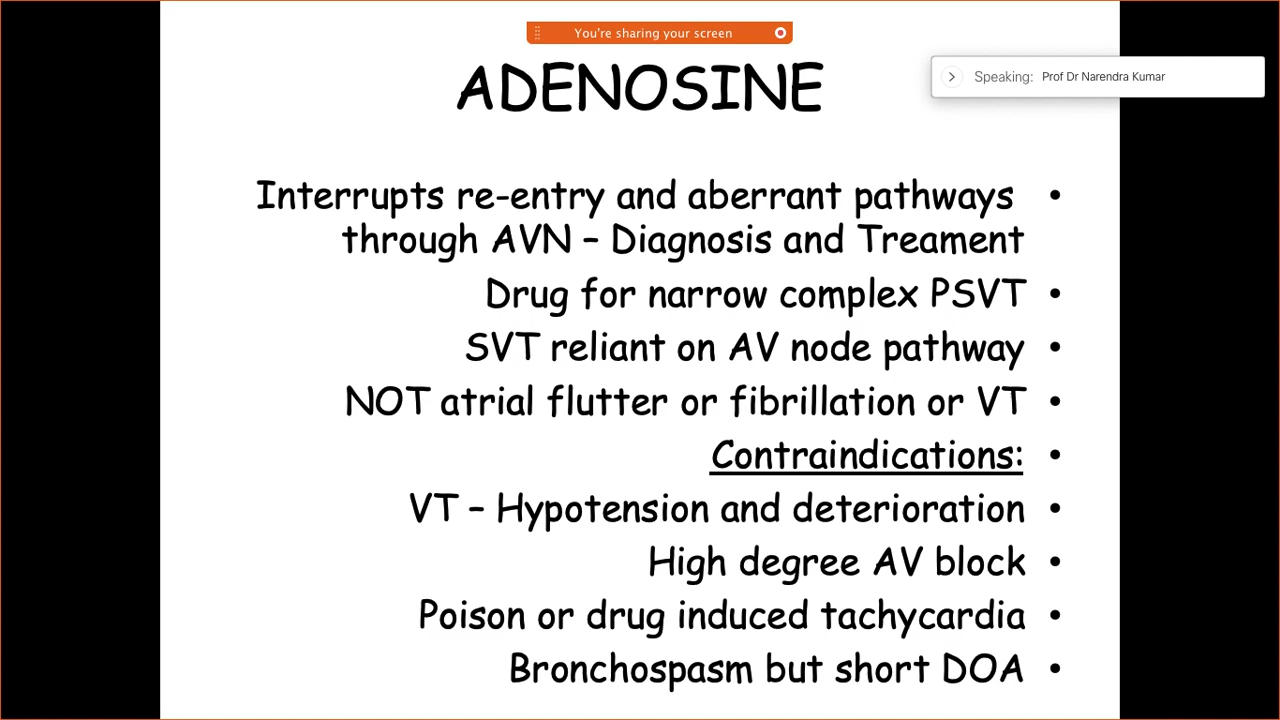 You're sharing your screen
Speaking: Prof Dr Narendra Kumar
ADENOSINE
• Interrupts re-entry and aberrant pathways
through AVN – Diagnosis and Treament
• Drug for narrow complex PSVT
• SVT reliant on AV node pathway
• NOT atrial flutter or fibrillation or VT
• Contraindications:
• VT – Hypotension and deterioration
• High degree AV block
• Poison or drug induced tachycardia
• Bronchospasm but short DOA